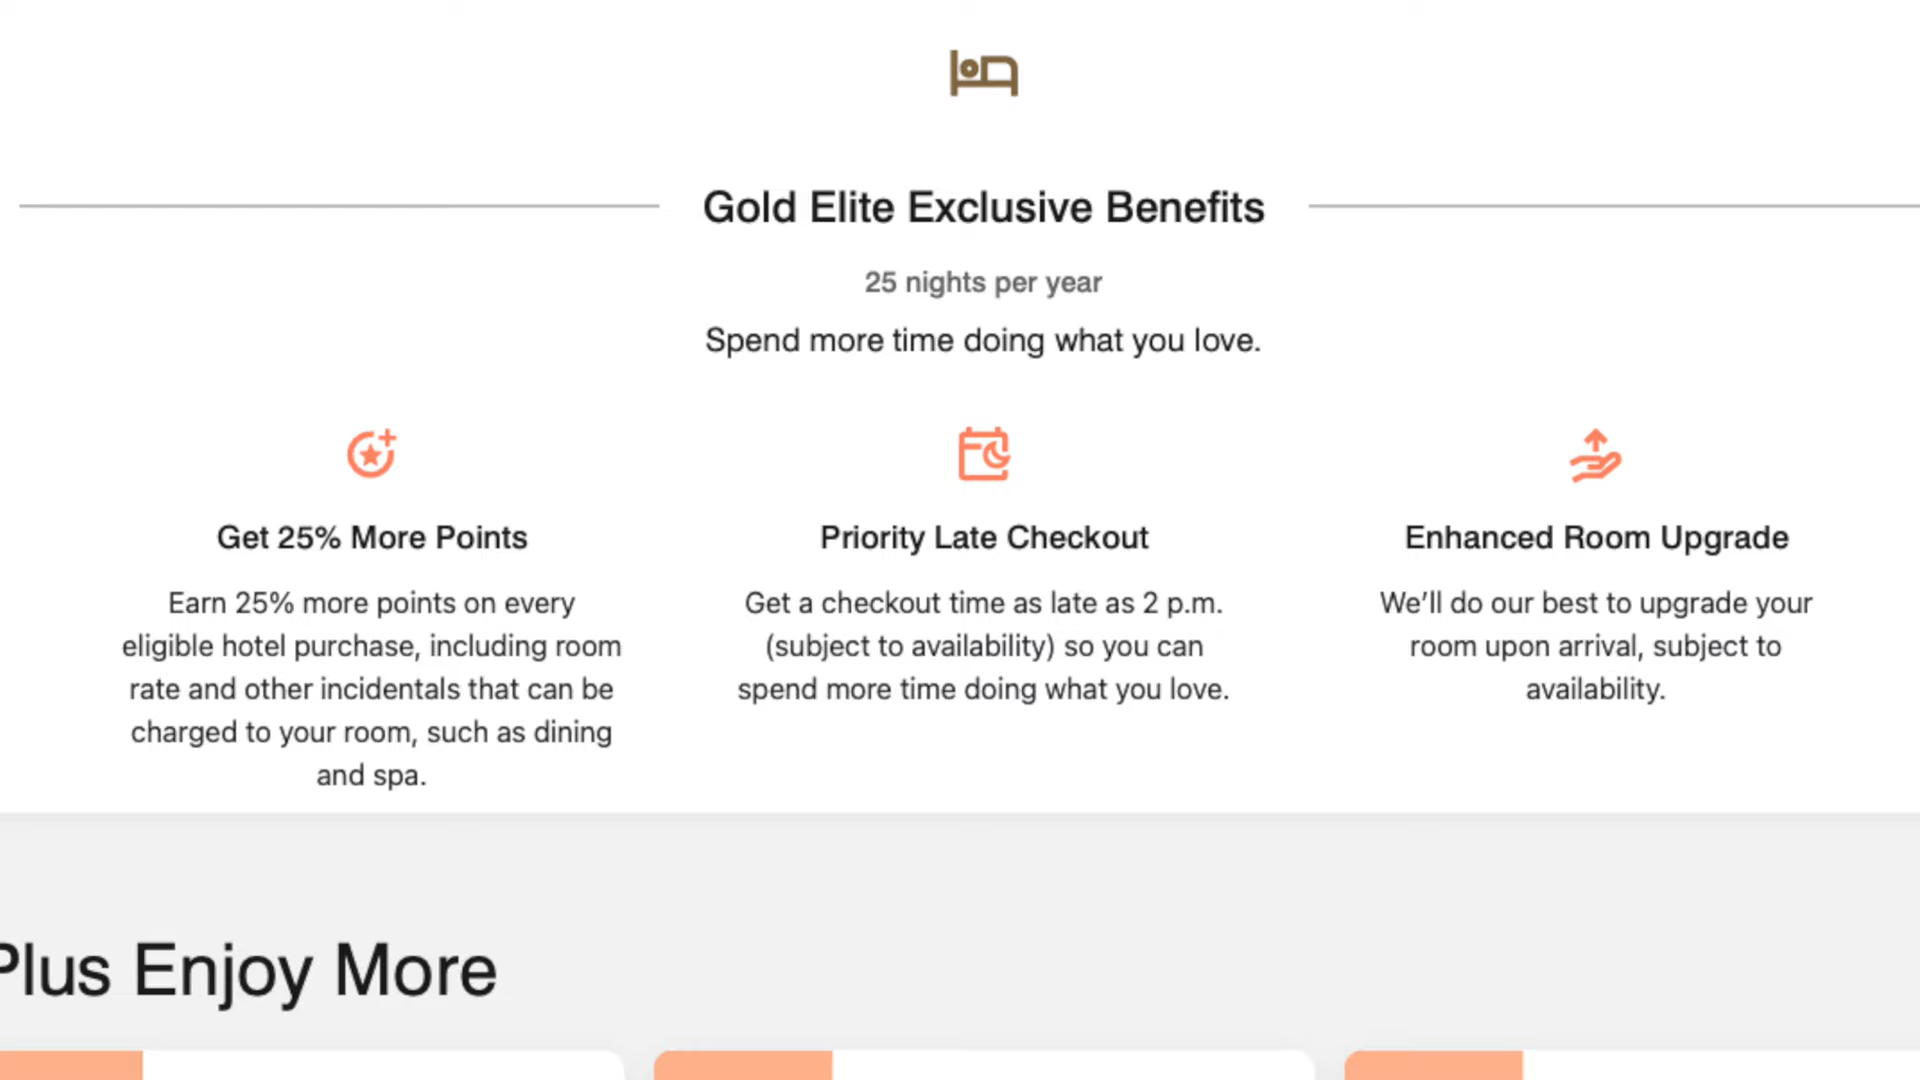 Gold Elite Exclusive Benefits
25 nights per year
Spend more time doing what you love.
Get 25% More Points
Earn 25% more points on every
eligible hotel purchase, including room
rate and other incidentals that can be
charged to your room, such as dining
and spa.
Priority Late Checkout
Get a checkout time as late as 2 p.m.
(subject to availability) so you can
spend more time doing what you love.
Enhanced Room Upgrade
We’ll do our best to upgrade your
room upon arrival, subject to
availability.
Plus Enjoy More